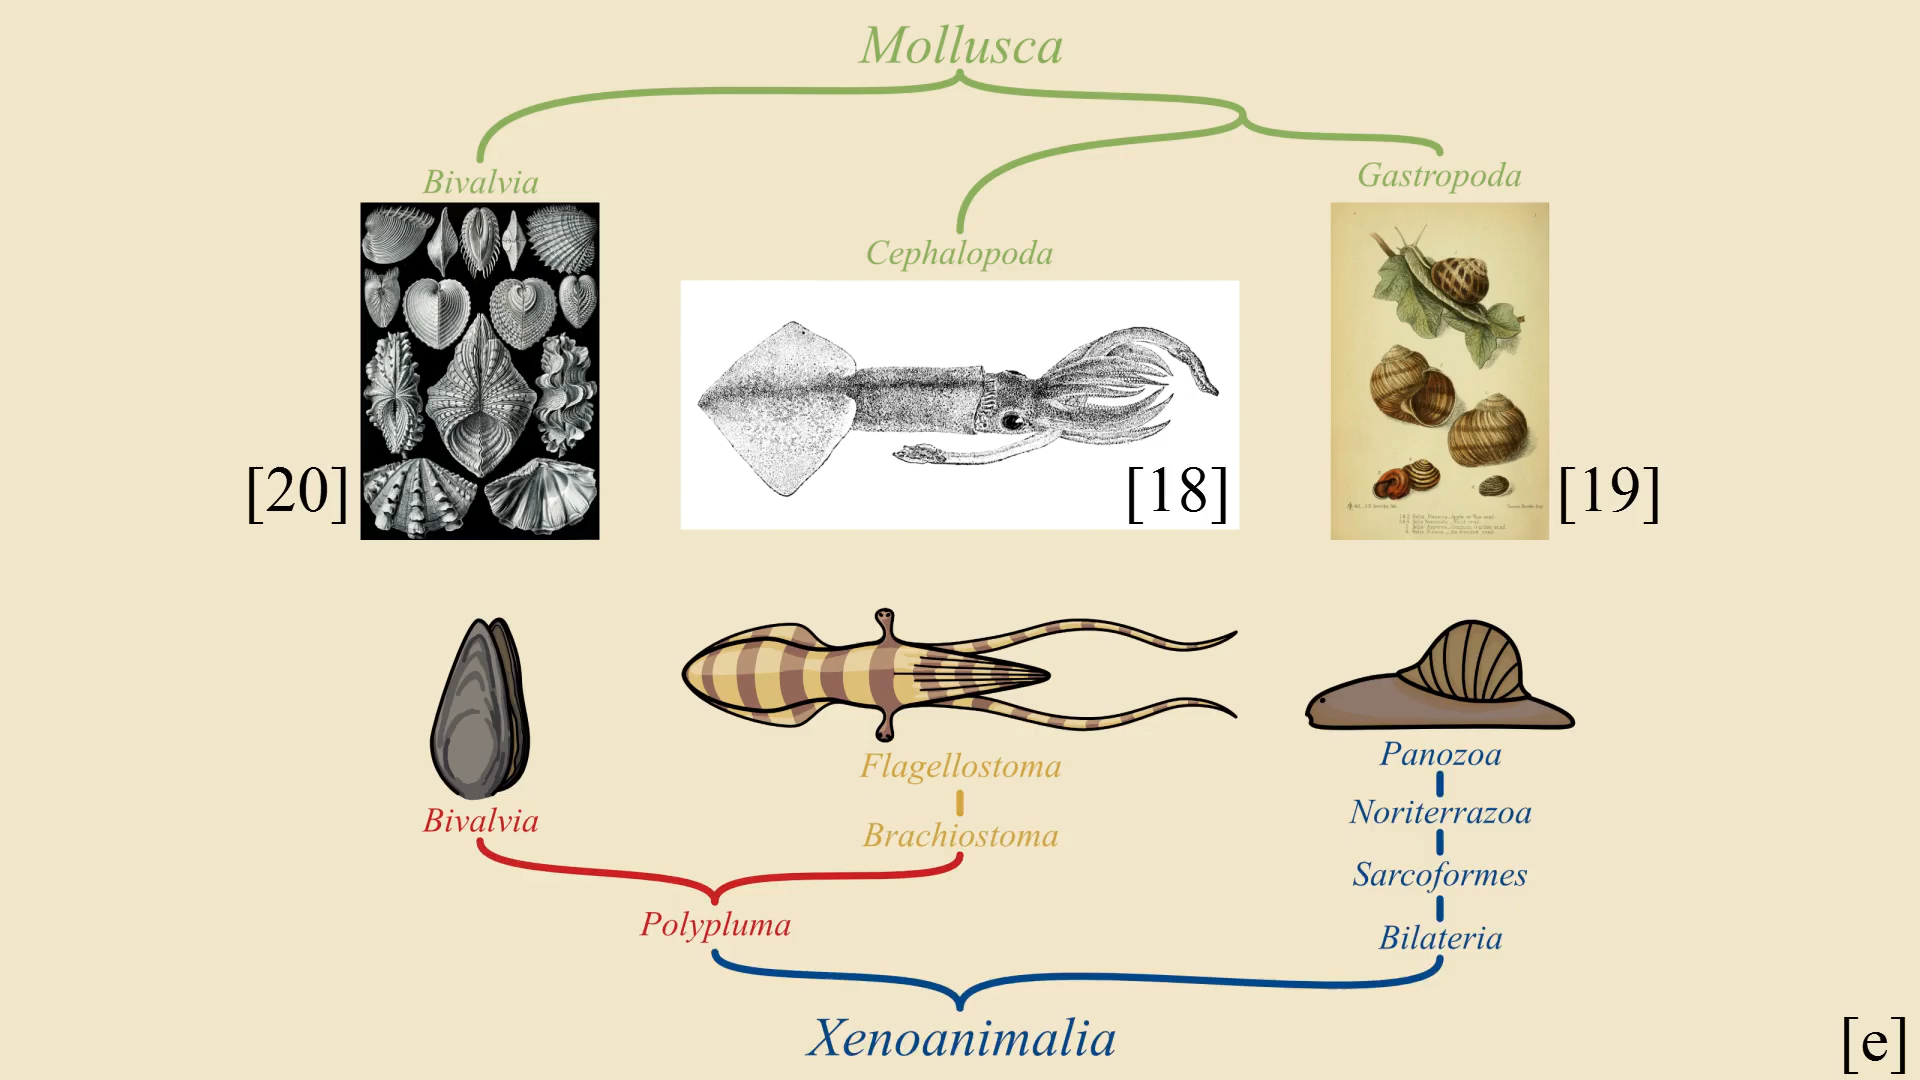 Mollusca
Bivalvia
Cephalopoda
Gastropoda
[20]
[18]
[19]
Bivalvia
Flagellostoma
Brachiostoma
Polypluma
Panozoa
Noriterrazoa
Sarcoformes
Bilateria
Xenoanimalia
[e]